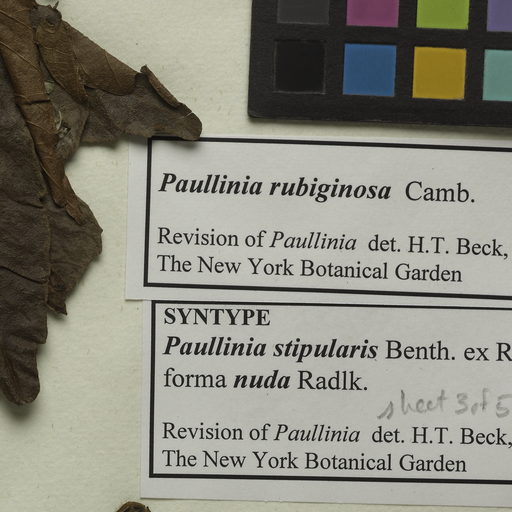 Paullinia rubiginosa Camb.
Revision of Paullinia det. H.T. Beck,
The New York Botanical Garden
SYNTYPE
Paullinia stipularis Benth. ex R
forma nuda Radlk.
sheet 3 of 5
Revision of Paullinia det. H.T. Beck,
The New York Botanical Garden